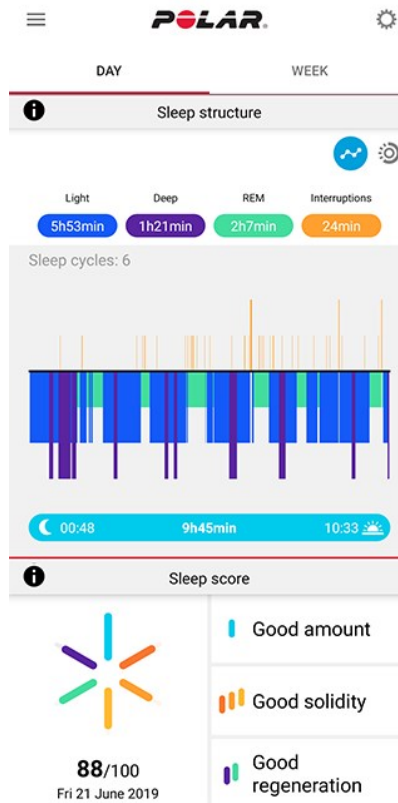 POLAR.
DAY WEEK
Sleep structure
Light Deep REM Interruptions
5h53min 1h21min 2h7min 24min
Sleep cycles: 6
00:48 9h45min 10:33
Sleep score
Good amount
Good solidity
Good
regeneration
88/100
Fri 21 June 2019